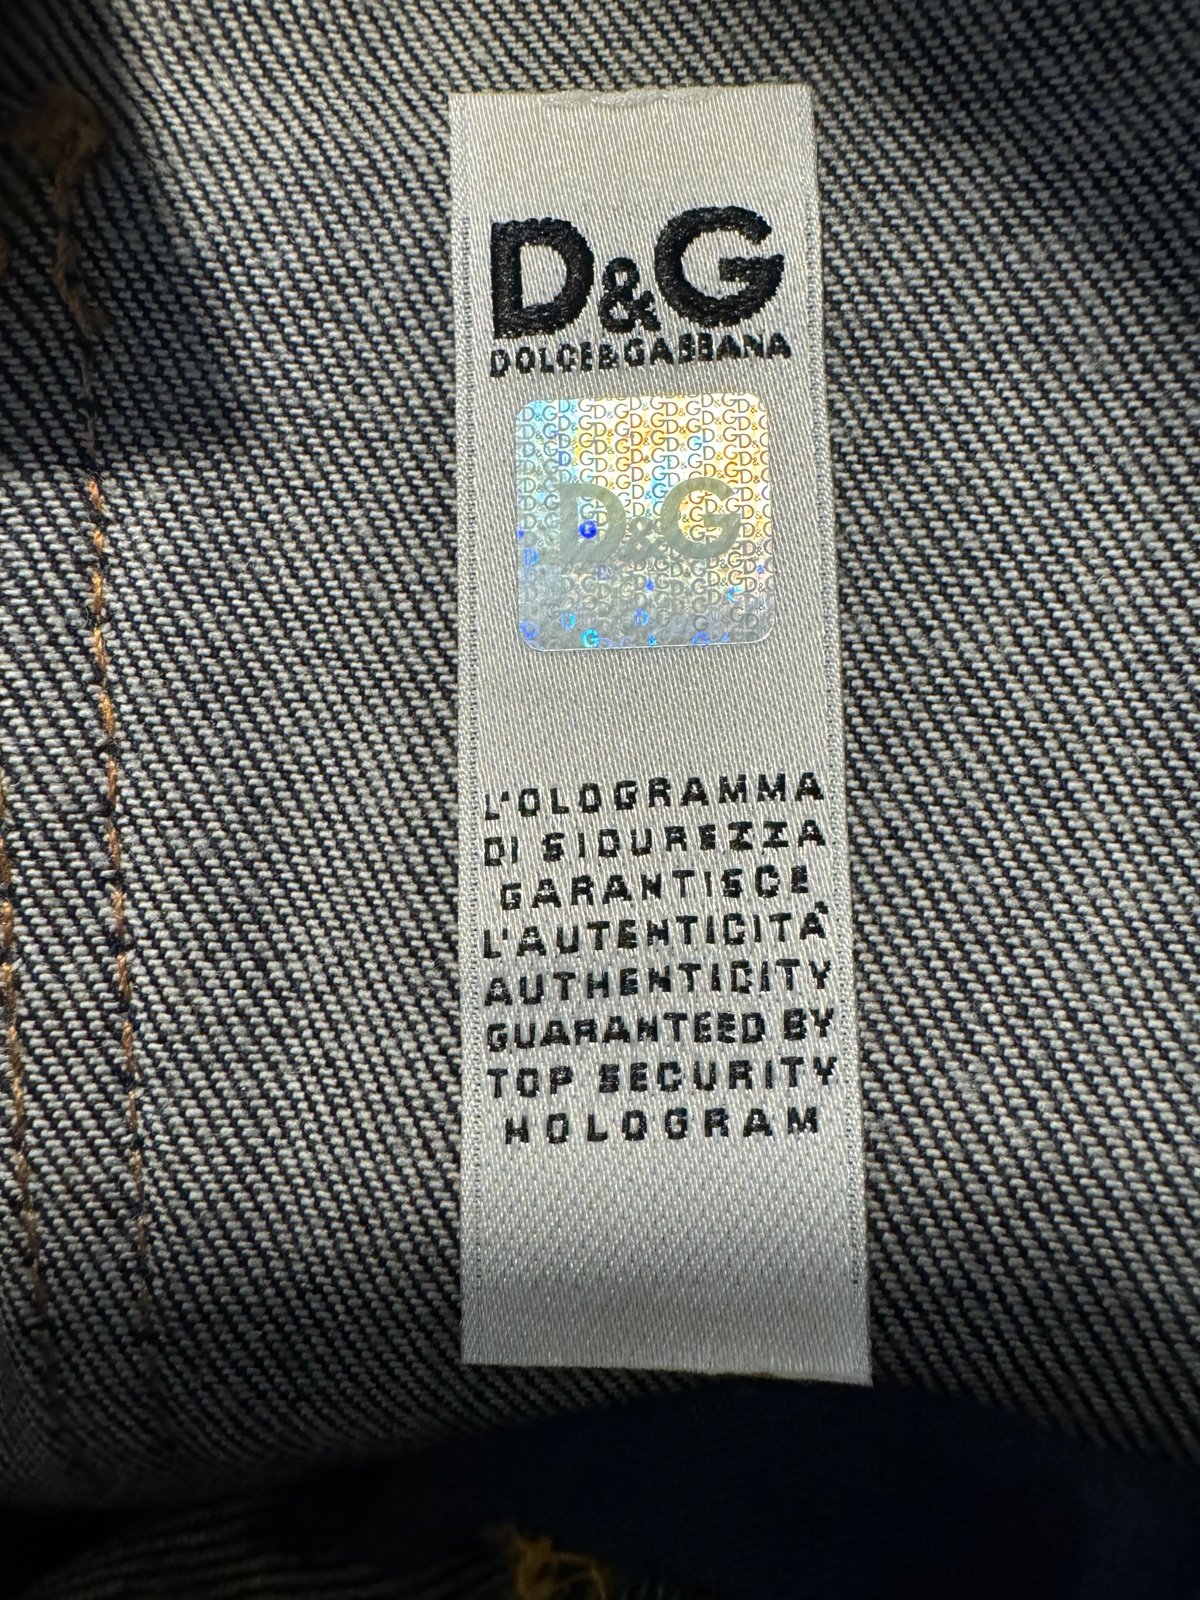 D&G
DOLCE&GABBANA
D&G
L'OLOGRAMMA
DI SICUREZZA
GARANTISCE
L'AUTENTICITÀ
AUTHENTICITY
GUARANTEED BY
TOP SECURITY
HOLOGRAM